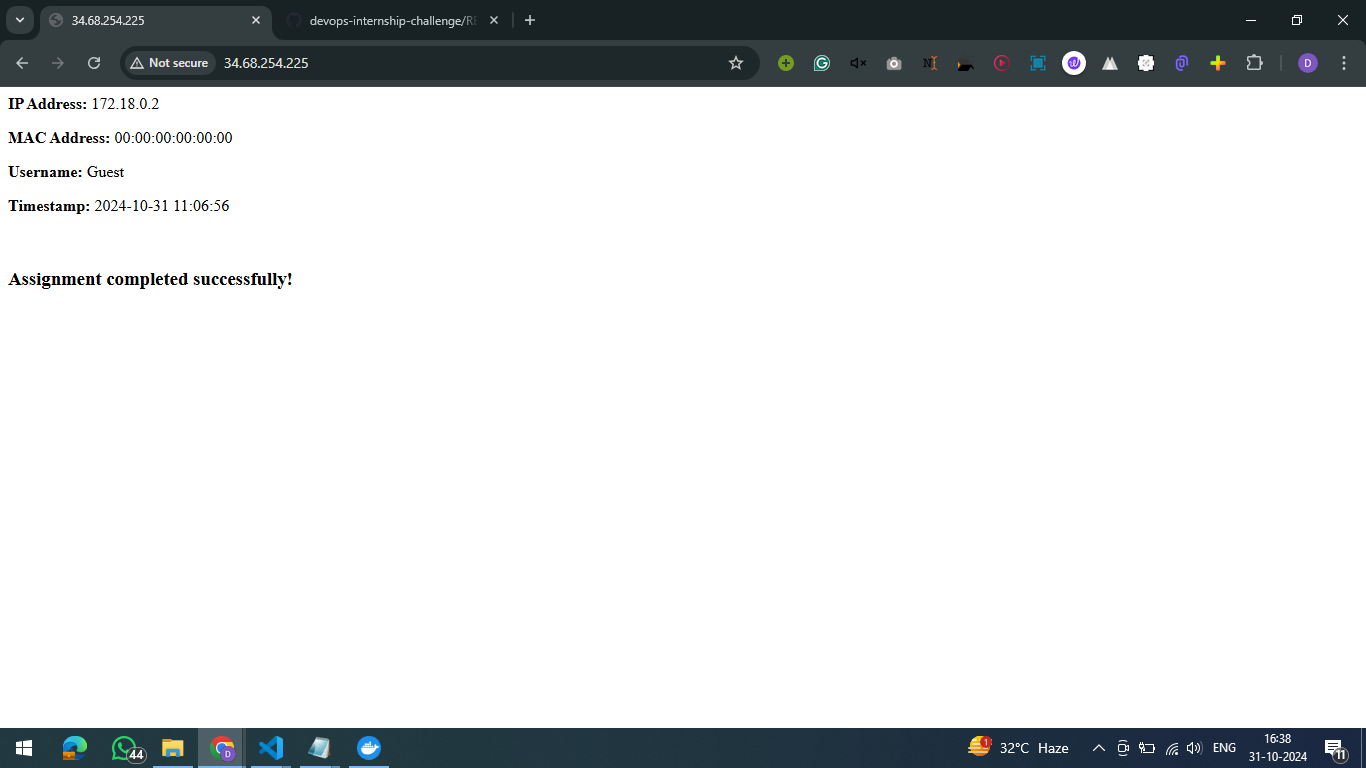 34.68.254.225
devops-internship-challenge/RE
Not secure
34.68.254.225
D
IP Address: 172.18.0.2
MAC Address: 00:00:00:00:00:00
Username: Guest
Timestamp: 2024-10-31 11:06:56
Assignment completed successfully!
44
D
1
32°C Haze
ENG
16:38
31-10-2024
11